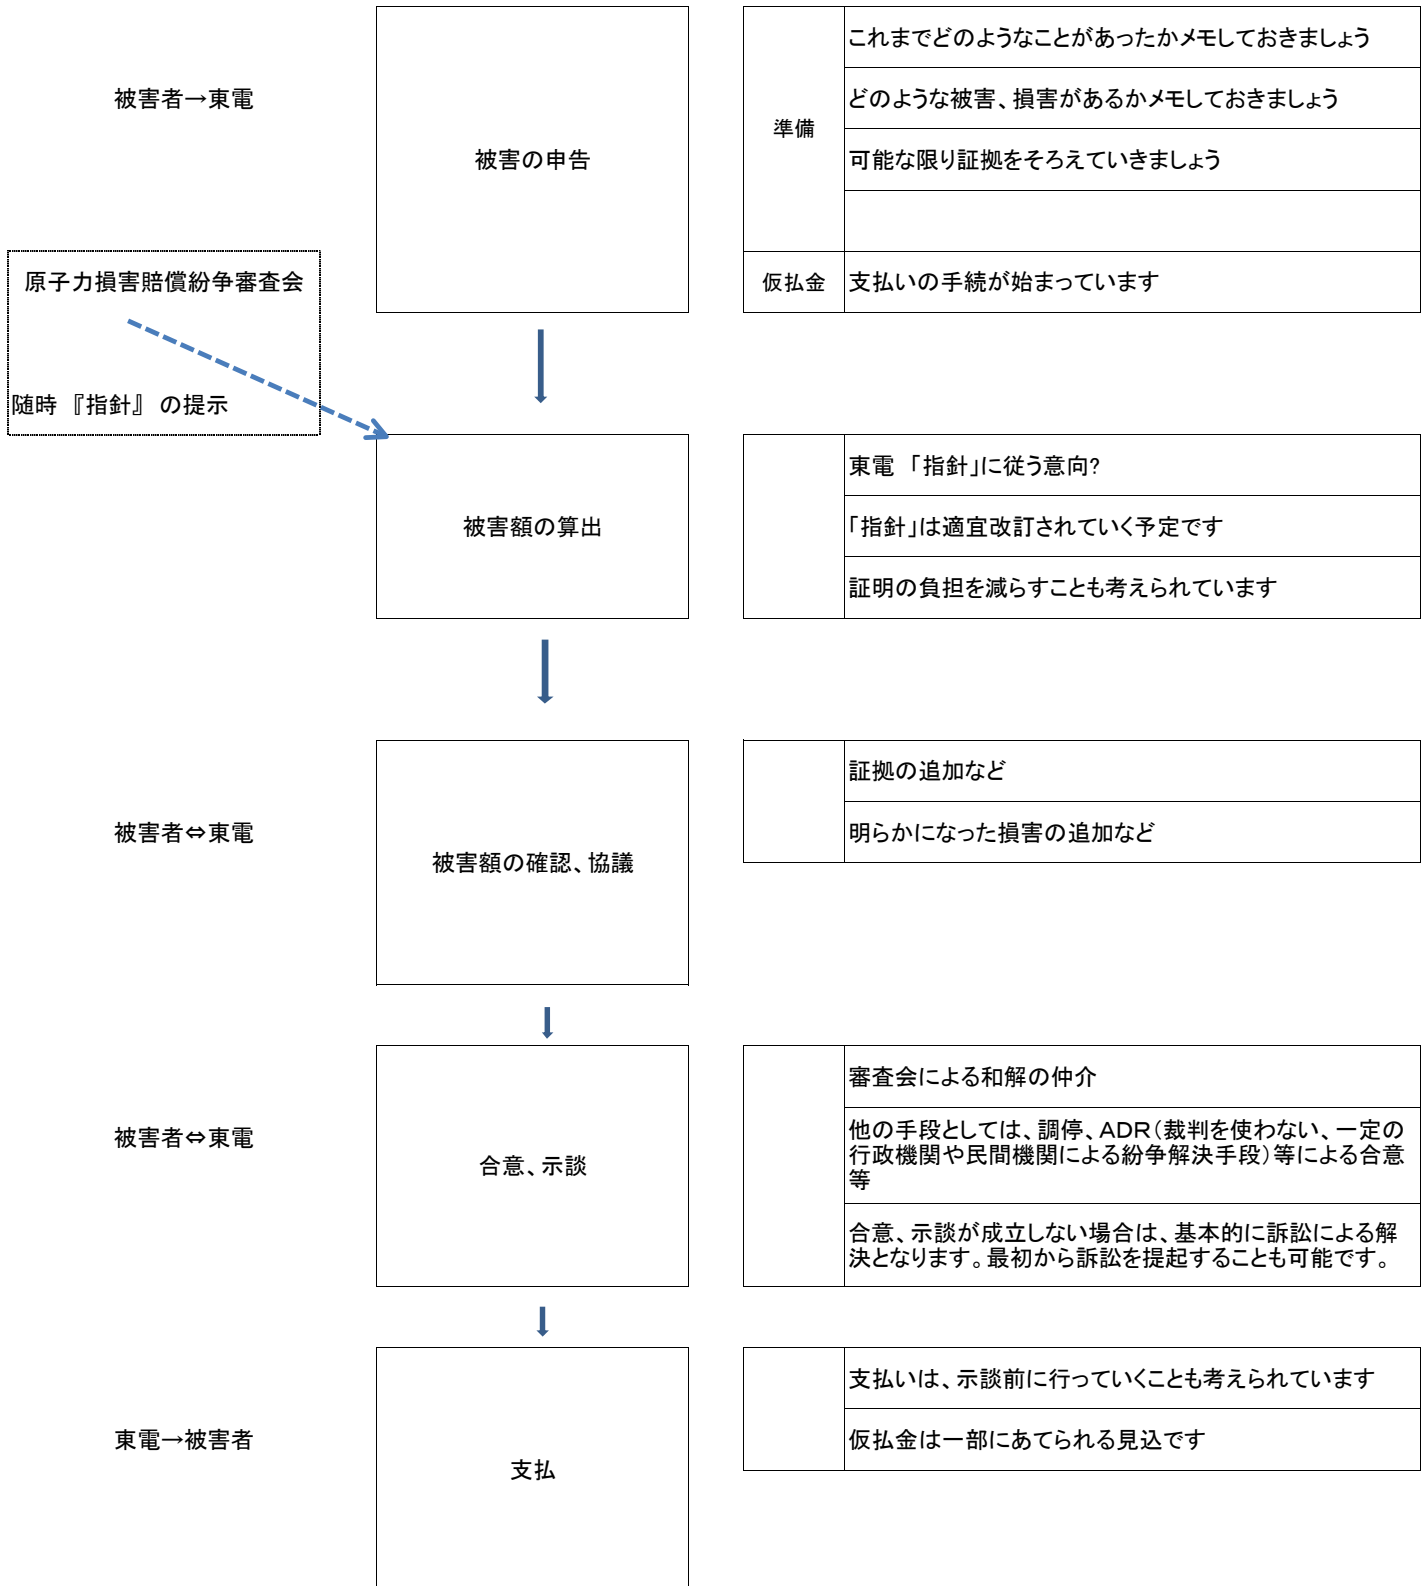 これまでどのようなことがあったかメモしておきましょう
被害者→東電
どのような被害、損害があるかメモしておきましょう
準備
被害の申告
可能な限り証拠をそろえていきましょう
原子力損害賠償紛争審査会
仮払金
支払いの手続が始まっています
随時 『指針』 の提示
東電 「指針」に従う意向?
被害額の算出
「指針」は適宜改訂されていく予定です
証明の負担を減らすことも考えられています
証拠の追加など
被害者⇔東電
明らかになった損害の追加など
被害額の確認、協議
審査会による和解の仲介
被害者⇔東電
合意、示談
他の手段としては、調停、ADR(裁判を使わない、一定の
行政機関や民間機関による紛争解決手段)等による合意
等
合意、示談が成立しない場合は、基本的に訴訟による解
決となります。最初から訴訟を提起することも可能です。
支払いは、示談前に行っていくことも考えられています
東電→被害者
仮払金は一部にあてられる見込です
支払